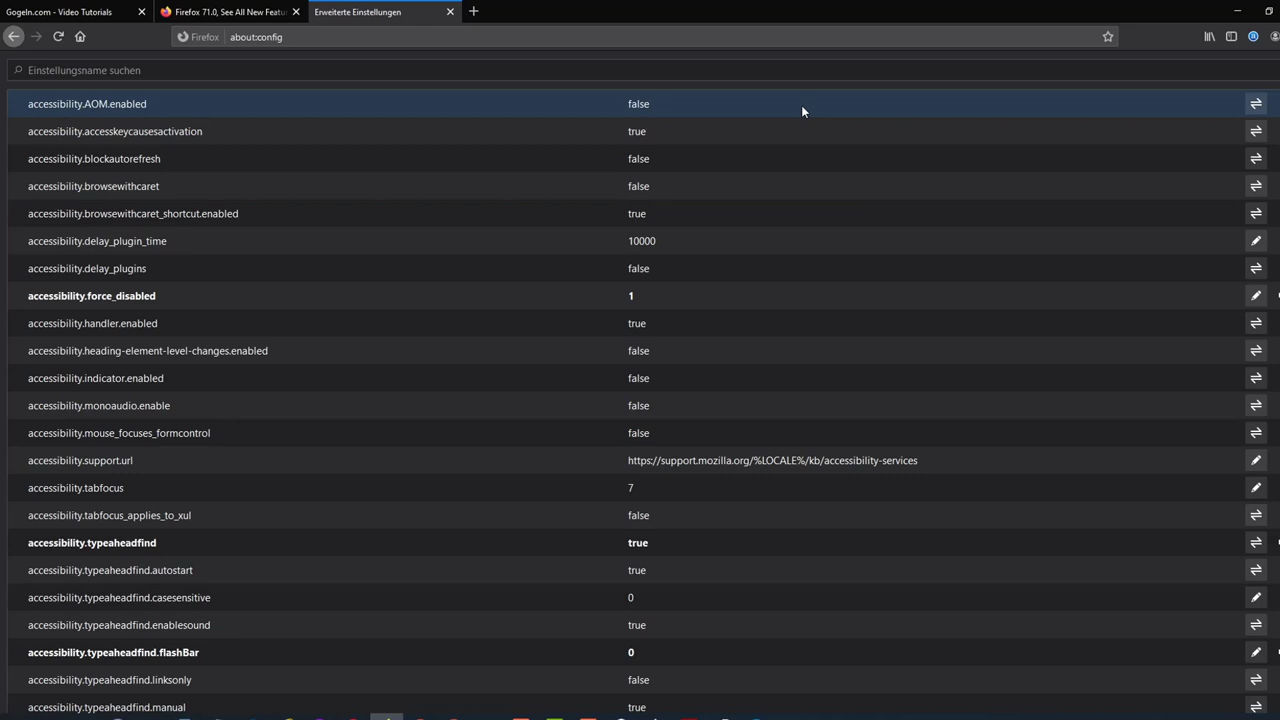 GogeIn.com - Video Tutorials
Firefox 71.0, See All New Featu
Erweiterte Einstellungen
Firefox about:config
Einstellungsname suchen
accessibility.AOM.enabled false
accessibility.accesskeycausesactivation true
accessibility.blockautorefresh false
accessibility.browsewithcaret false
accessibility.browsewithcaret_shortcut.enabled true
accessibility.delay_plugin_time 10000
accessibility.delay_plugins false
accessibility.force_disabled 1
accessibility.handler.enabled true
accessibility.heading-element-level-changes.enabled false
accessibility.indicator.enabled false
accessibility.monoaudio.enable false
accessibility.mouse_focuses_formcontrol false
accessibility.support.url https://support.mozilla.org/%LOCALE%/kb/accessibility-services
accessibility.tabfocus 7
accessibility.tabfocus_applies_to_xul false
accessibility.typeaheadfind true
accessibility.typeaheadfind.autostart true
accessibility.typeaheadfind.casesensitive 0
accessibility.typeaheadfind.enablesound true
accessibility.typeaheadfind.flashBar 0
accessibility.typeaheadfind.linksonly false
accessibility.typeaheadfind.manual true